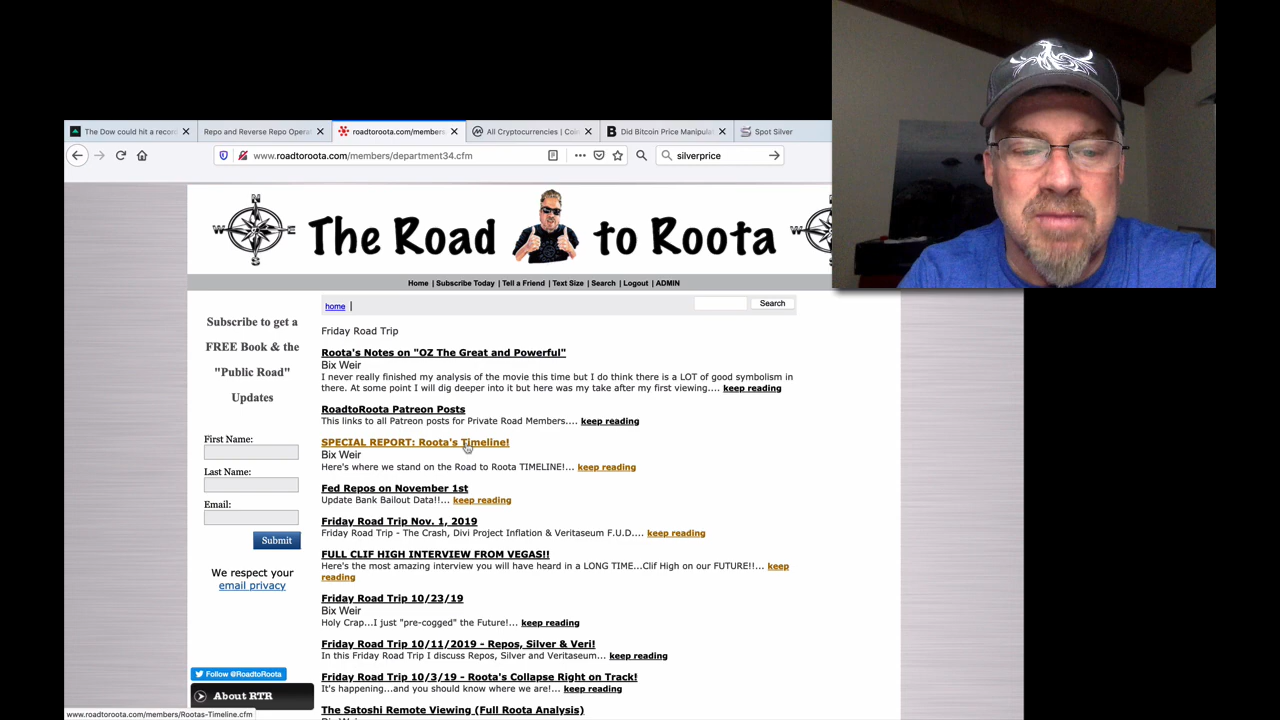 The Dow could hit a recor
Repo and Reverse Repo Operat
roadtoroota.com/members
All Cryptocurrencies | Coin
Did Bitcoin Price Manipula
Spot Silver
www.roadtoroota.com/members/department34.cfm
silverprice
The Road to Roota
Home | Subscribe Today | Tell a Friend | Text Size | Search | Logout | ADMIN
home |
Search
Subscribe to get a
FREE Book & the
"Public Road"
Updates
First Name:
Last Name:
Email:
Submit
We respect your
email privacy
Follow @RoadtoRoota
About RTR
Friday Road Trip
Roota's Notes on "OZ The Great and Powerful"
Bix Weir
I never really finished my analysis of the movie this time but I do think there is a LOT of good symbolism in
there. At some point I will dig deeper into it but here was my take after my first viewing.... keep reading
RoadtoRoota Patreon Posts
This links to all Patreon posts for Private Road Members.... keep reading
SPECIAL REPORT: Roota's Timeline!
Bix Weir
Here's where we stand on the Road to Roota TIMELINE!... keep reading
Fed Repos on November 1st
Update Bank Bailout Data!!... keep reading
Friday Road Trip Nov. 1, 2019
Friday Road Trip - The Crash, Divi Project Inflation & Veritaseum F.U.D.... keep reading
FULL CLIF HIGH INTERVIEW FROM VEGAS!!
Here's the most amazing interview you will have heard in a LONG TIME...Clif High on our FUTURE!!... keep
reading
Friday Road Trip 10/23/19
Bix Weir
Holy Crap...I just "pre-cogged" the Future!... keep reading
Friday Road Trip 10/11/2019 - Repos, Silver & Veri!
In this Friday Road Trip I discuss Repos, Silver and Veritaseum... keep reading
Friday Road Trip 10/3/19 - Roota's Collapse Right on Track!
It's happening...and you should know where we are!... keep reading
The Satoshi Remote Viewing (Full Roota Analysis)
www.roadtoroota.com/members/Rootas-Timeline.cfm